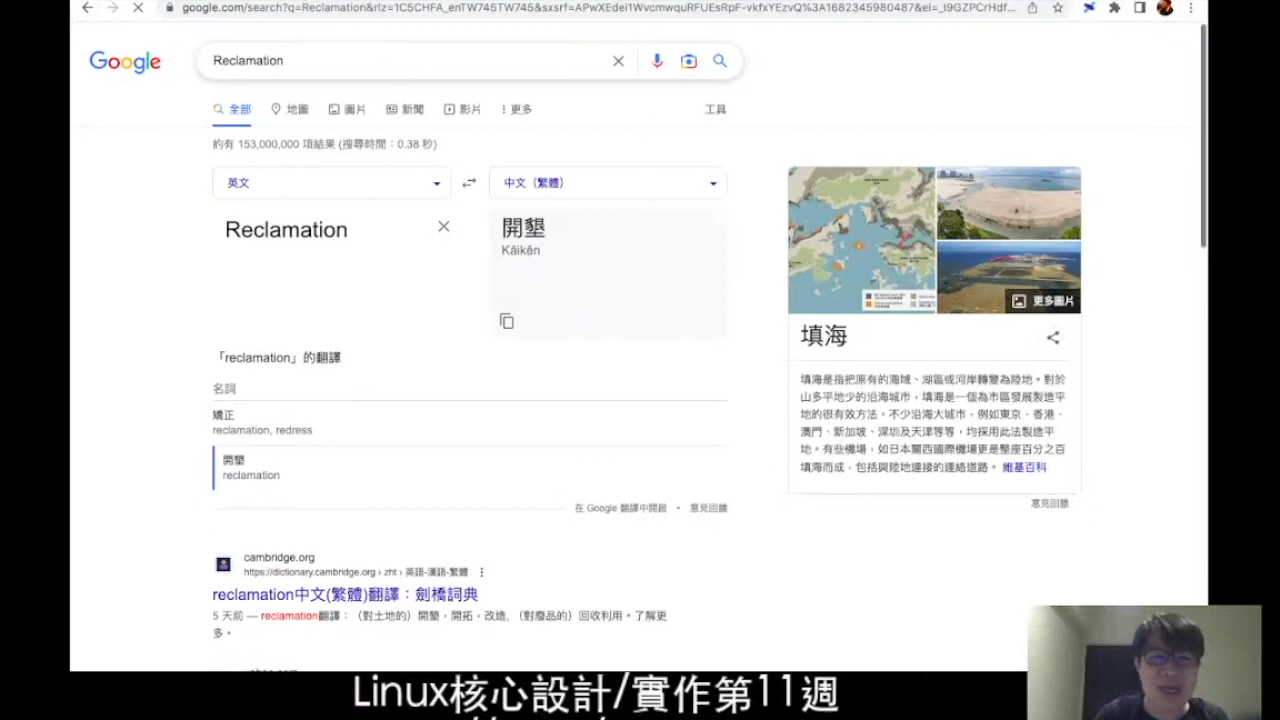 google.com/search?q=Reclamation&rlz=1C5CHFA_enTW745TW745&sxsrf=APwXEdei1WvcmwquRFUEsRpF-vkfxYEzvQ%3A1682345980487&ei=_I9GZPCrHdf...
Google
Reclamation
全部
地圖
圖片
新聞
影片
更多
工具
約有 153,000,000 項結果 (搜尋時間：0.38 秒)
英文
中文（繁體）
Reclamation
開墾
Kāikěn
「reclamation」的翻譯
名詞
矯正
reclamation, redress
開墾
reclamation
在 Google 翻譯中開啟 • 意見回饋
更多圖片
填海
填海是指把原有的海域、湖區或河岸轉變為陸地。對於
山多平地少的沿海城市，填海是一個為市區發展製造平
地的很有效方法。不少沿海大城市，例如東京、香港、
澳門、新加坡、深圳及天津等等，均採用此法製造平
地。有些機場，如日本關西國際機場更是整座百分之百
填海而成，包括與陸地連接的連絡道路。 維基百科
意見回饋
cambridge.org
https://dictionary.cambridge.org › zht › 英語-漢語-繁體
reclamation中文(繁體)翻譯：劍橋詞典
5 天前 — reclamation翻譯：（對土地的）開墾，開拓，改造,（對廢品的）回收利用。了解更
多。
Linux核心設計/實作第11週